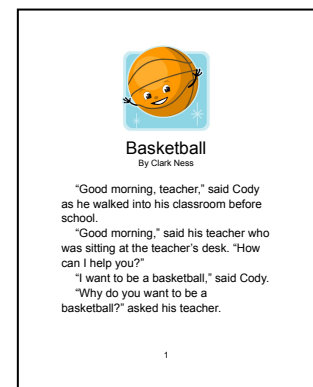 Basketball
By Clark Ness
“Good morning, teacher,” said Cody
as he walked into his classroom before
school.
“Good morning,” said his teacher who
was sitting at the teacher’s desk. “How
can I help you?”
“I want to be a basketball,” said Cody.
“Why do you want to be a
basketball?” asked his teacher.
1